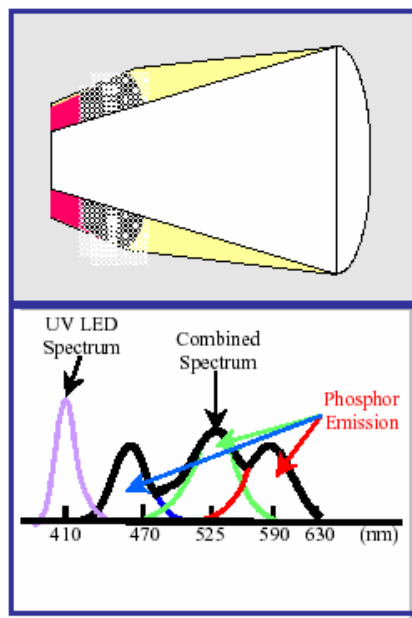 UV LED
Spectrum
Combined
Spectrum
Phosphor
Emission
410 470 525 590 630 (nm)